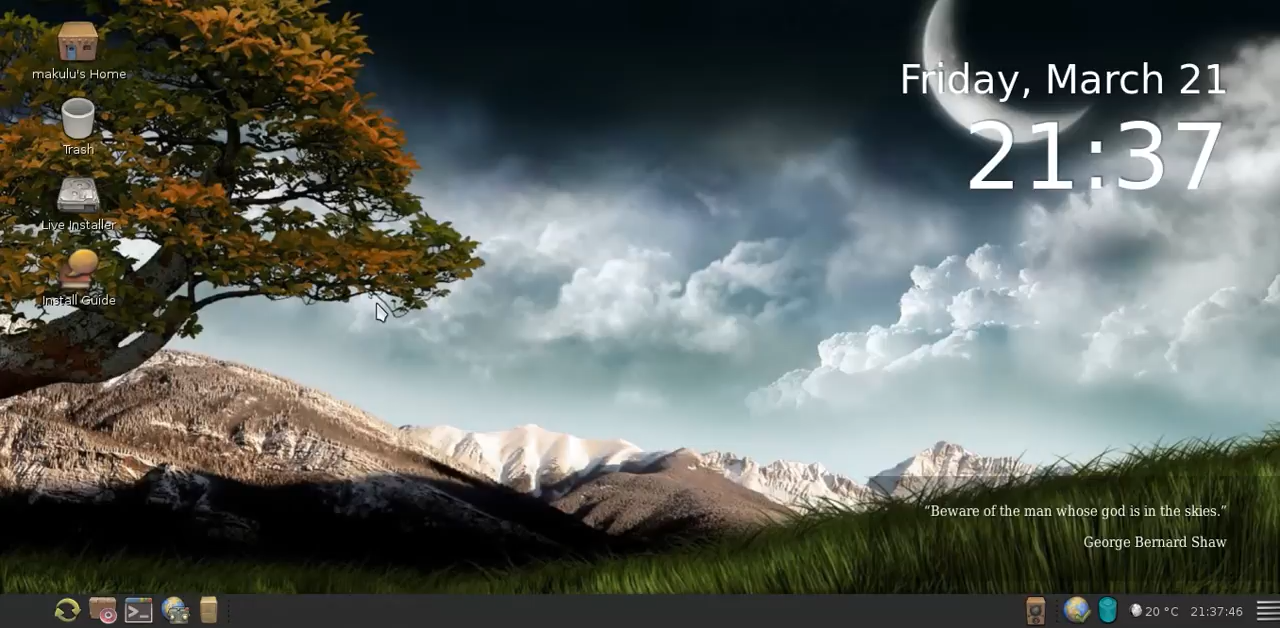 makulu's Home
Trash
Live Installer
Install Guide
Friday, March 21
21:37
“Beware of the man whose god is in the skies.”
George Bernard Shaw
20 °C 21:37:46